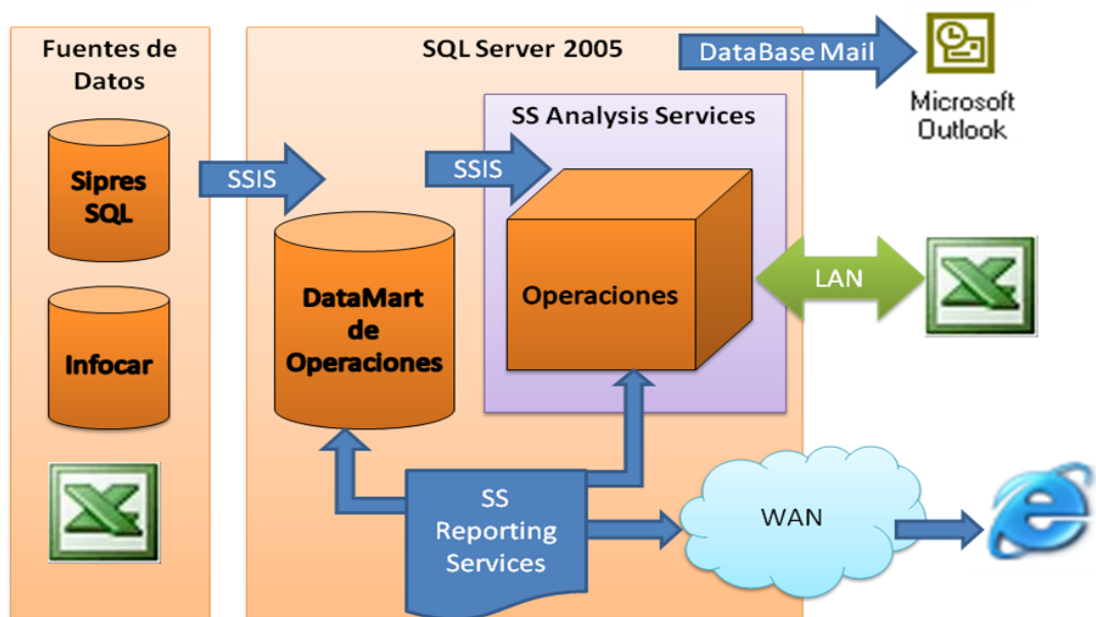 Fuentes de
Datos
Sipres
SQL
Infocar
SSIS
SQL Server 2005
DataBase Mail
Microsoft
Outlook
SS Analysis Services
SSIS
DataMart
de
Operaciones
Operaciones
LAN
SS
Reporting
Services
WAN